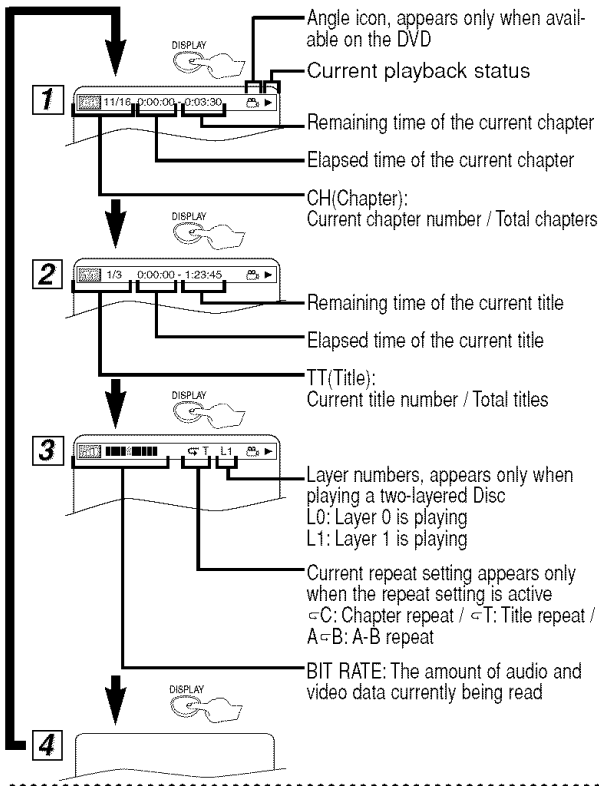 Angle icon, appears only when avail-
able on the DVD
DISPLAY
Current playback status
1
11/16 0:00:00 - 0:03:30
Remaining time of the current chapter
Elapsed time of the current chapter
CH(Chapter):
Current chapter number / Total chapters
DISPLAY
2
1/3 0:00:00 - 1:23:45
Remaining time of the current title
Elapsed time of the current title
TT(Title):
Current title number / Total titles
DISPLAY
3
T L1
Layer numbers, appears only when
playing a two-layered Disc
L0: Layer 0 is playing
L1: Layer 1 is playing
Current repeat setting appears only
when the repeat setting is active
C: Chapter repeat / T: Title repeat /
A B: A-B repeat
BIT RATE: The amount of audio and
video data currently being read
DISPLAY
4